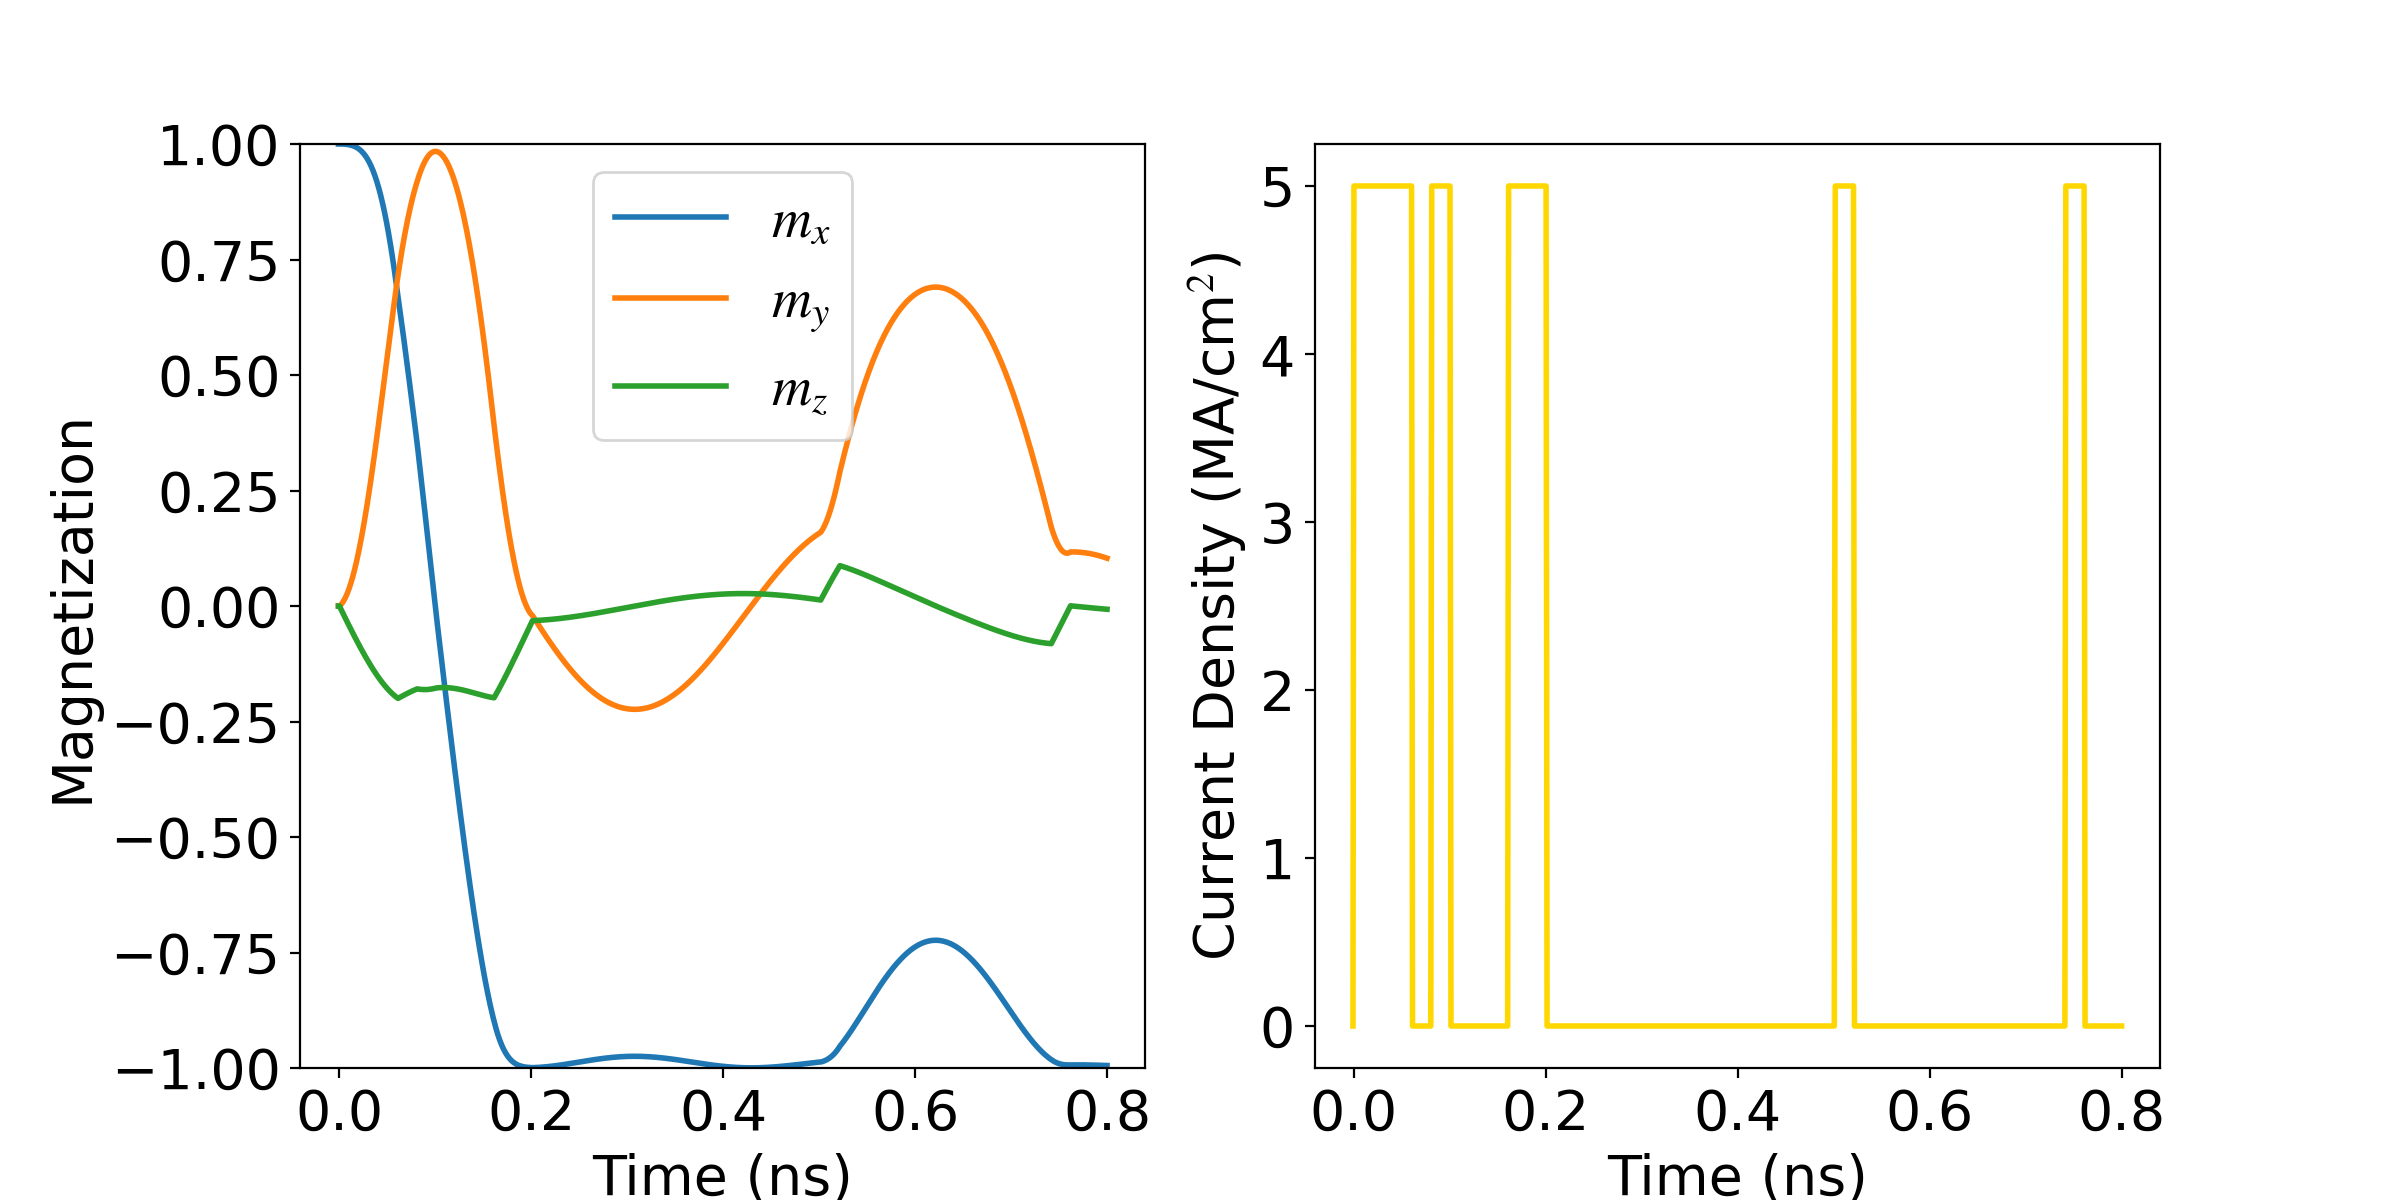 1.00
0.75
0.50
0.25
0.00
−0.25
−0.50
−0.75
−1.00
Magnetization
0.0 0.2 0.4 0.6 0.8
Time (ns)
m_x
m_y
m_z
5
4
3
2
1
0
Current Density (MA/cm²)
0.0 0.2 0.4 0.6 0.8
Time (ns)